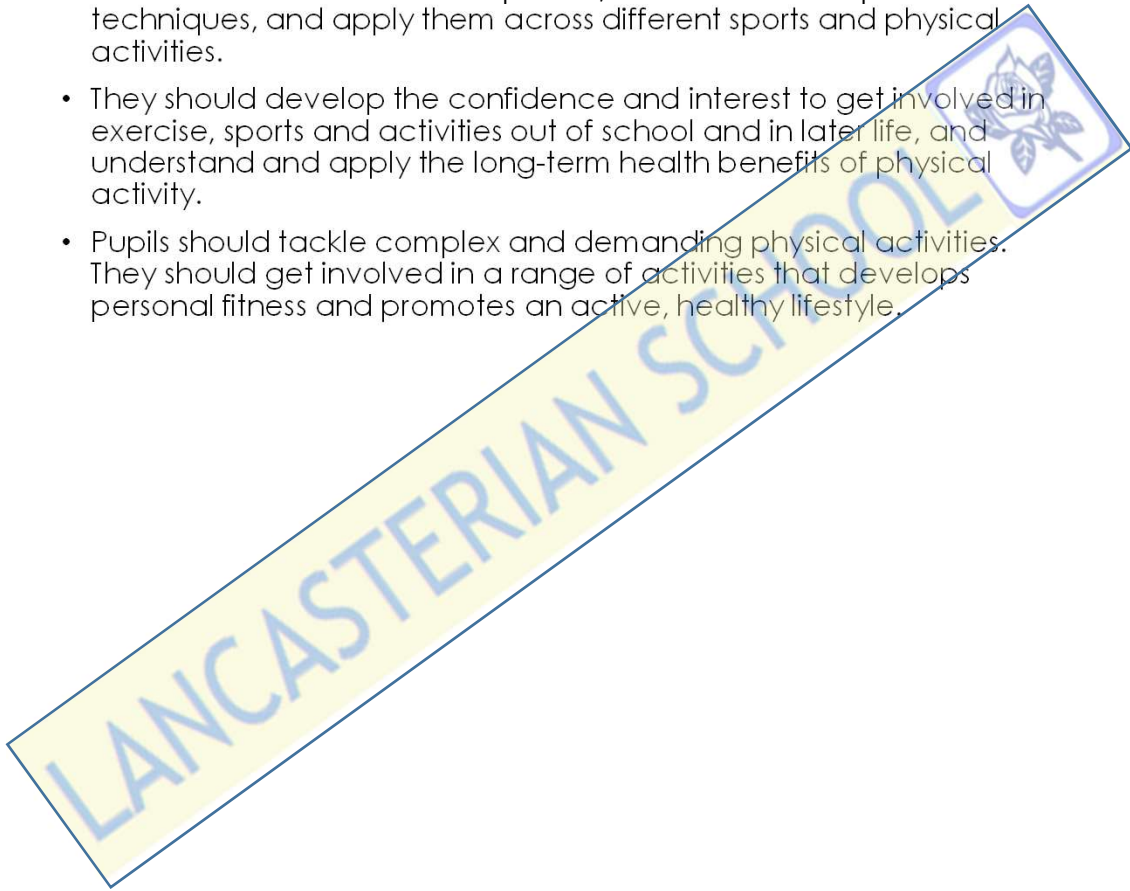 techniques, and apply them across different sports and physical
activities.
• They should develop the confidence and interest to get involved in
exercise, sports and activities out of school and in later life, and
understand and apply the long-term health benefits of physical
activity.
• Pupils should tackle complex and demanding physical activities.
They should get involved in a range of activities that develops
personal fitness and promotes an active, healthy lifestyle.
LANCASTERIAN SCHOOL